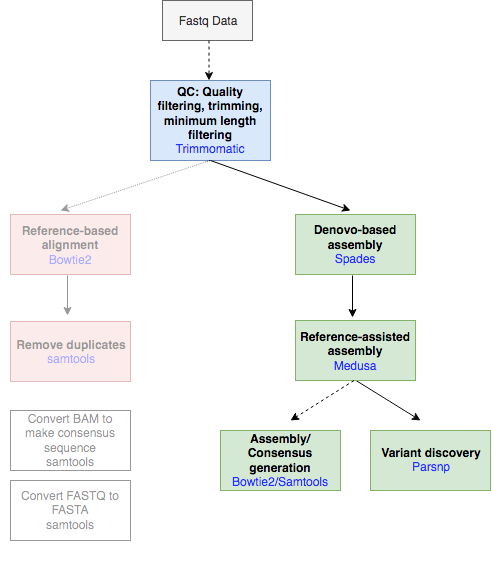 Fastq Data
QC: Quality
filtering, trimming,
minimum length
filtering
Trimmomatic
Reference-based
alignment
Bowtie2
Denovo-based
assembly
Spades
Remove duplicates
samtools
Reference-assisted
assembly
Medusa
Convert BAM to
make consensus
sequence
samtools
Assembly/
Consensus
generation
Bowtie2/Samtools
Variant discovery
Parsnp
Convert FASTQ to
FASTA
samtools